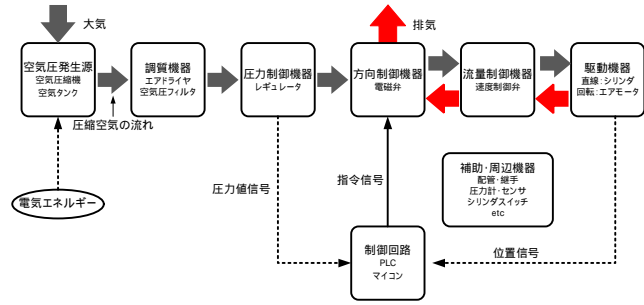 大気
排気
空気圧発生源
空気圧縮機
空気タンク
調質機器
エアドライヤ
空気圧フィルタ
圧力制御機器
レギュレータ
方向制御機器
電磁弁
流量制御機器
速度制御弁
駆動機器
直線:シリンダ
回転:エアモータ
圧縮空気の流れ
電気エネルギー
圧力値信号
指令信号
補助・周辺機器
配管・継手
圧力計・センサ
シリンダスイッチ
etc
制御回路
PLC
マイコン
位置信号